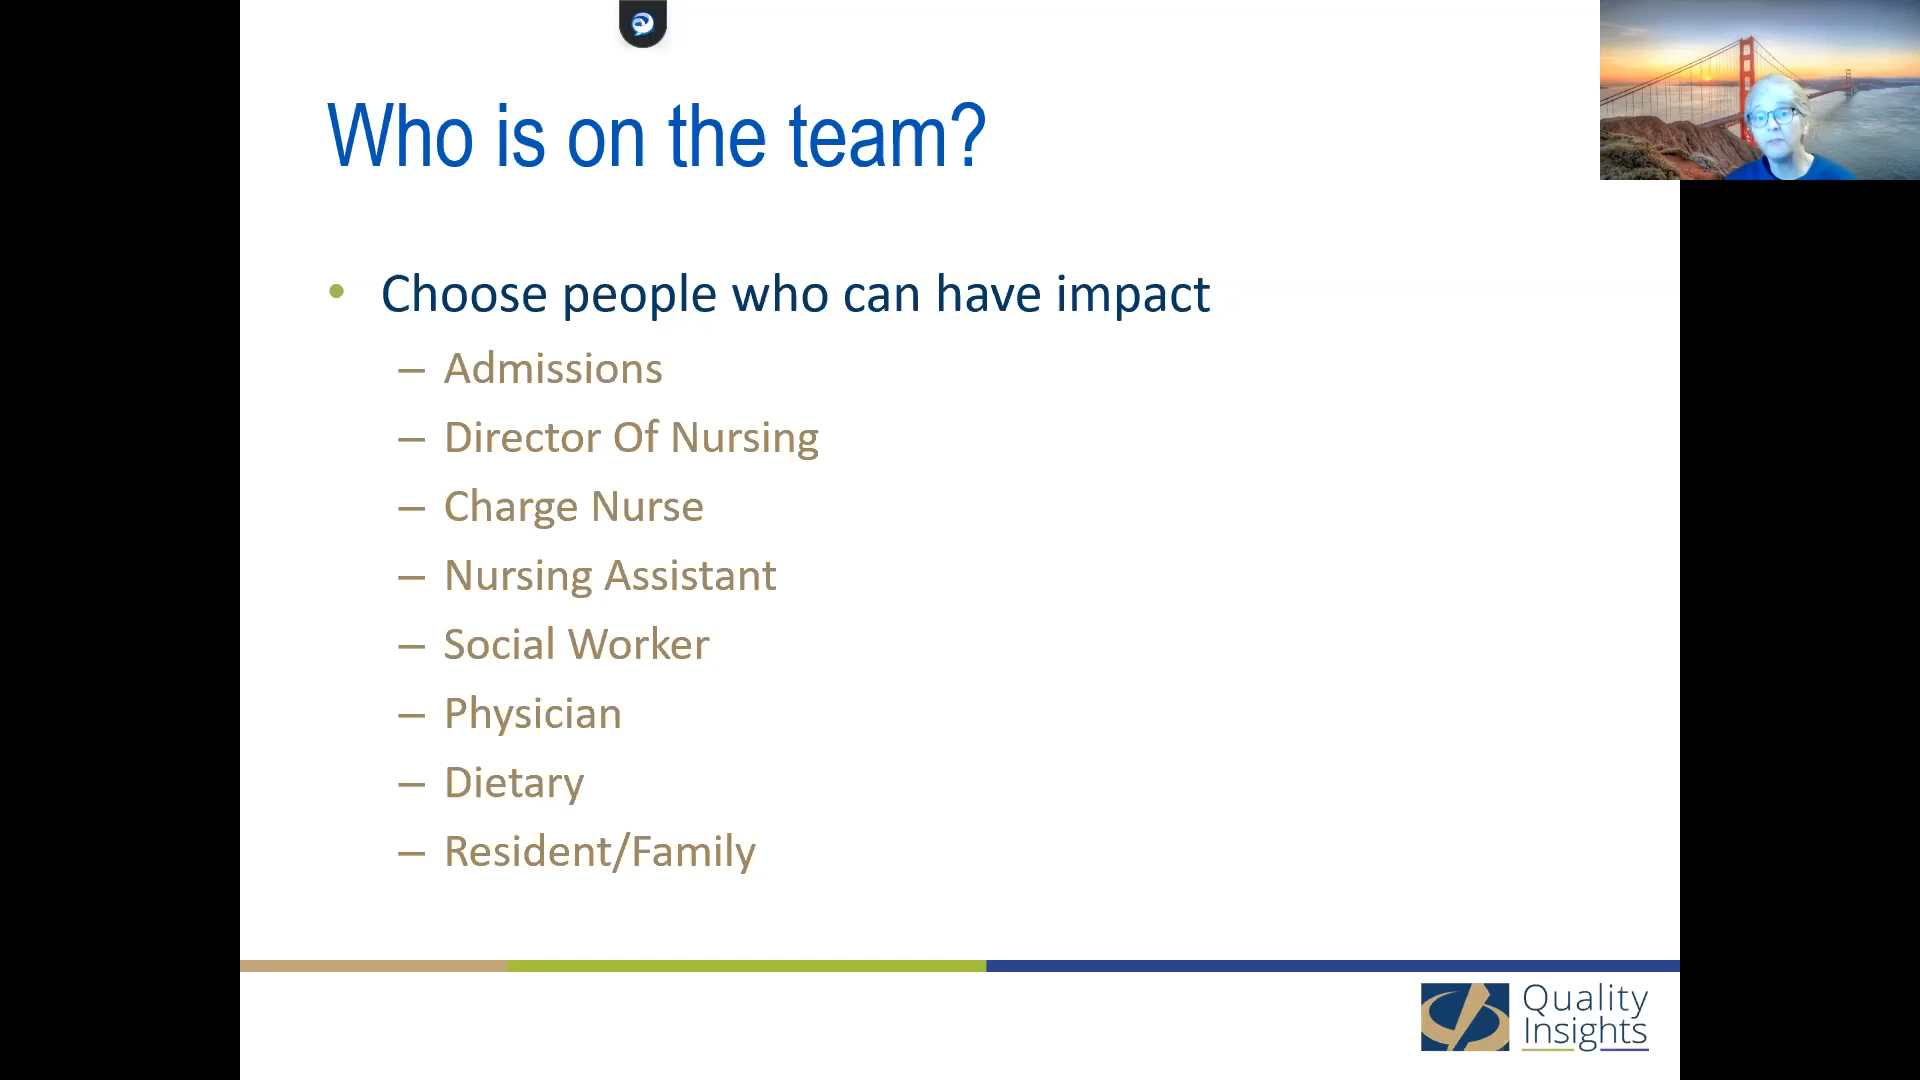 Who is on the team?
• Choose people who can have impact
– Admissions
– Director Of Nursing
– Charge Nurse
– Nursing Assistant
– Social Worker
– Physician
– Dietary
– Resident/Family
Quality
Insights